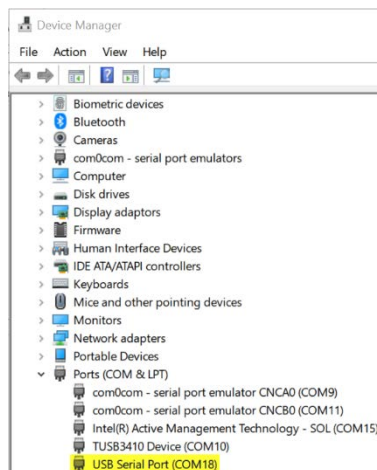 Device Manager
File Action View Help
Biometric devices
Bluetooth
Cameras
com0com - serial port emulators
Computer
Disk drives
Display adaptors
Firmware
Human Interface Devices
IDE ATA/ATAPI controllers
Keyboards
Mice and other pointing devices
Monitors
Network adapters
Portable Devices
Ports (COM & LPT)
com0com - serial port emulator CNCA0 (COM9)
com0com - serial port emulator CNCB0 (COM11)
Intel(R) Active Management Technology - SOL (COM15)
TUSB3410 Device (COM10)
USB Serial Port (COM18)